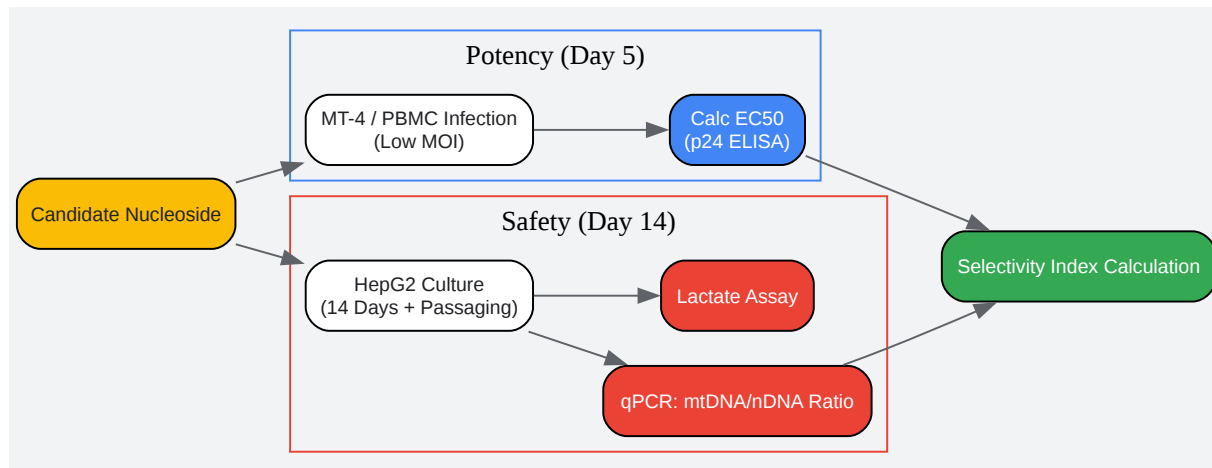 Potency (Day 5)
MT-4 / PBMC Infection
(Low MOI)
Calc EC50
(p24 ELISA)
Candidate Nucleoside
Safety (Day 14)
HepG2 Culture
(14 Days + Passaging)
Lactate Assay
qPCR: mtDNA/nDNA Ratio
Selectivity Index Calculation